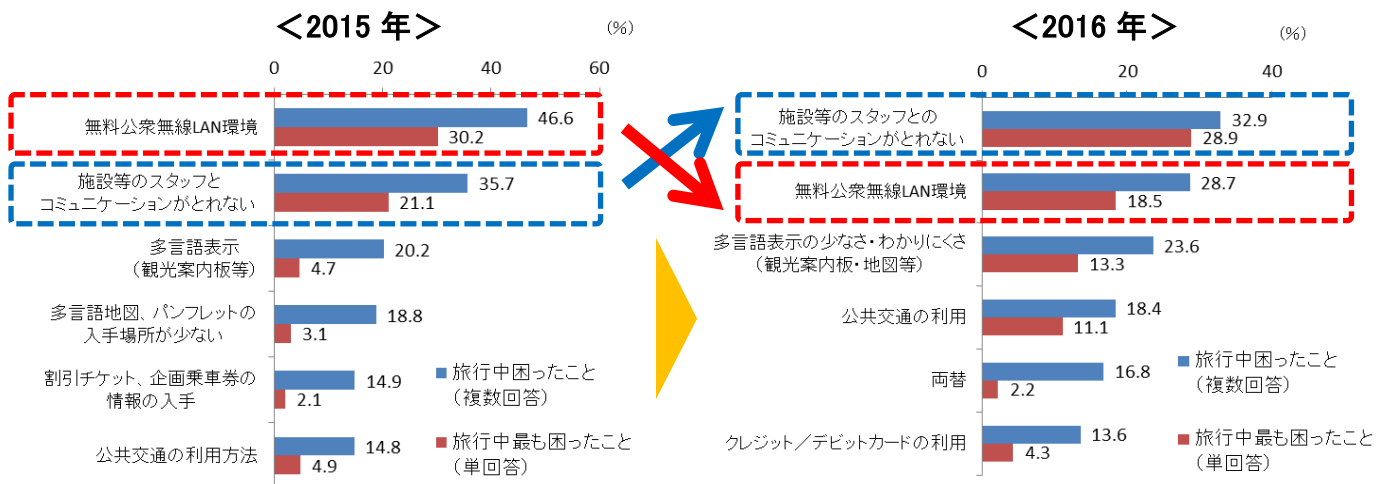 <2015 年>
(%)
0 20 40 60
無料公衆無線LAN環境
46.6
30.2
施設等のスタッフと
コミュニケーションがとれない
35.7
21.1
多言語表示
(観光案内板等)
20.2
4.7
多言語地図、パンフレットの
入手場所が少ない
18.8
3.1
割引チケット、企画乗車券の
情報の入手
14.9
2.1
公共交通の利用方法
14.8
4.9
旅行中困ったこと
(複数回答)
旅行中最も困ったこと
(単回答)
<2016 年>
(%)
0 20 40
施設等のスタッフとの
コミュニケーションがとれない
32.9
28.9
無料公衆無線LAN環境
28.7
18.5
多言語表示の少なさ・わかりにくさ
(観光案内板・地図等)
23.6
13.3
公共交通の利用
18.4
11.1
両替
16.8
2.2
クレジット/デビットカードの利用
13.6
4.3
旅行中困ったこと
(複数回答)
旅行中最も困ったこと
(単回答)